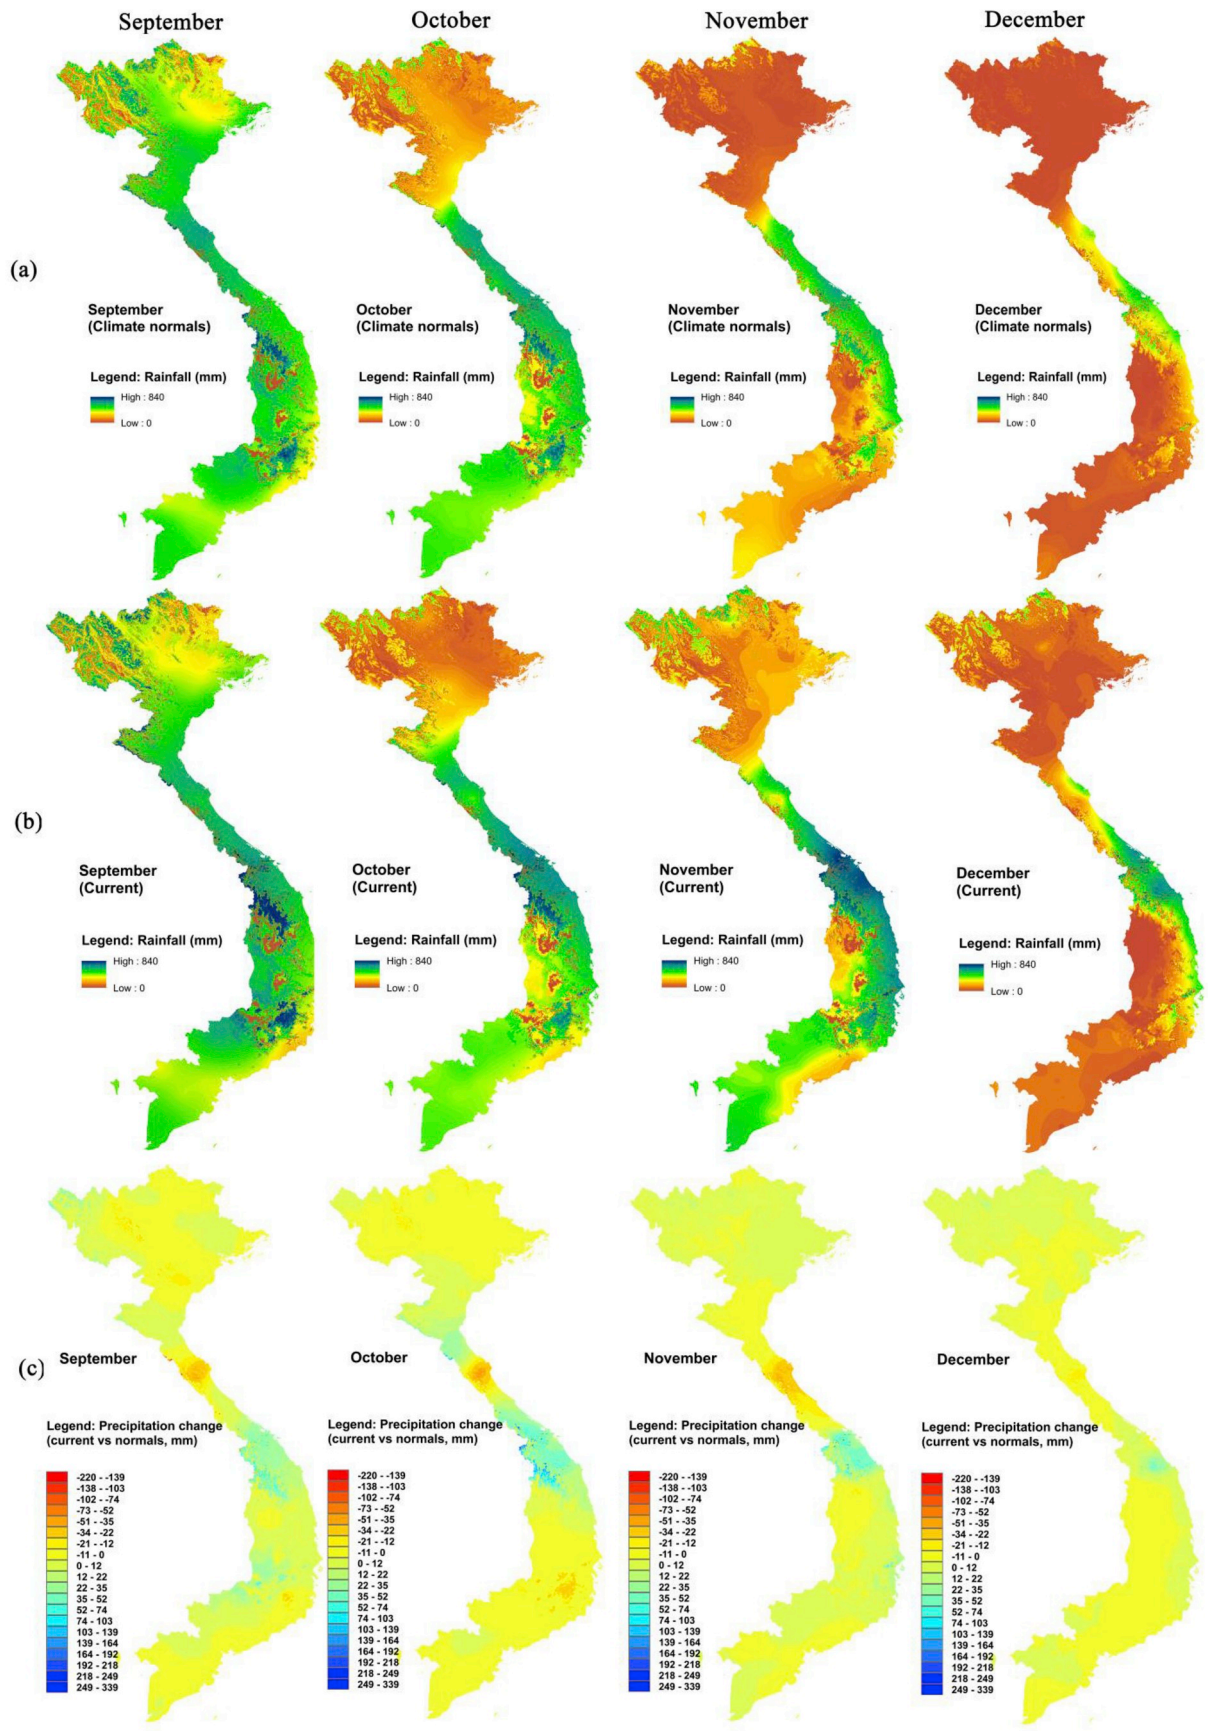 September October November December
(a)
September
(Climate normals)
Legend: Rainfall (mm)
High : 840
Low : 0
October
(Climate normals)
Legend: Rainfall (mm)
High : 840
Low : 0
November
(Climate normals)
Legend: Rainfall (mm)
High : 840
Low : 0
December
(Climate normals)
Legend: Rainfall (mm)
High : 840
Low : 0
(b)
September
(Current)
Legend: Rainfall (mm)
High : 840
Low : 0
October
(Current)
Legend: Rainfall (mm)
High : 840
Low : 0
November
(Current)
Legend: Rainfall (mm)
High : 840
Low : 0
December
(Current)
Legend: Rainfall (mm)
High : 840
Low : 0
(c)
September
Legend: Precipitation change
(current vs normals, mm)
-220 - -139
-138 - -103
-102 - -74
-73 - -52
-51 - -35
-34 - -22
-21 - -12
-11 - 0
0 - 12
12 - 22
22 - 35
35 - 52
52 - 74
74 - 103
103 - 139
139 - 164
164 - 192
192 - 218
218 - 249
249 - 339
October
Legend: Precipitation change
(current vs normals, mm)
-220 - -139
-138 - -103
-102 - -74
-73 - -52
-51 - -35
-34 - -22
-21 - -12
-11 - 0
0 - 12
12 - 22
22 - 35
35 - 52
52 - 74
74 - 103
103 - 139
139 - 164
164 - 192
192 - 218
218 - 249
249 - 339
November
Legend: Precipitation change
(current vs normals, mm)
-220 - -139
-138 - -103
-102 - -74
-73 - -52
-51 - -35
-34 - -22
-21 - -12
-11 - 0
0 - 12
12 - 22
22 - 35
35 - 52
52 - 74
74 - 103
103 - 139
139 - 164
164 - 192
192 - 218
218 - 249
249 - 339
December
Legend: Precipitation change
(current vs normals, mm)
-220 - -139
-138 - -103
-102 - -74
-73 - -52
-51 - -35
-34 - -22
-21 - -12
-11 - 0
0 - 12
12 - 22
22 - 35
35 - 52
52 - 74
74 - 103
103 - 139
139 - 164
164 - 192
192 - 218
218 - 249
249 - 339